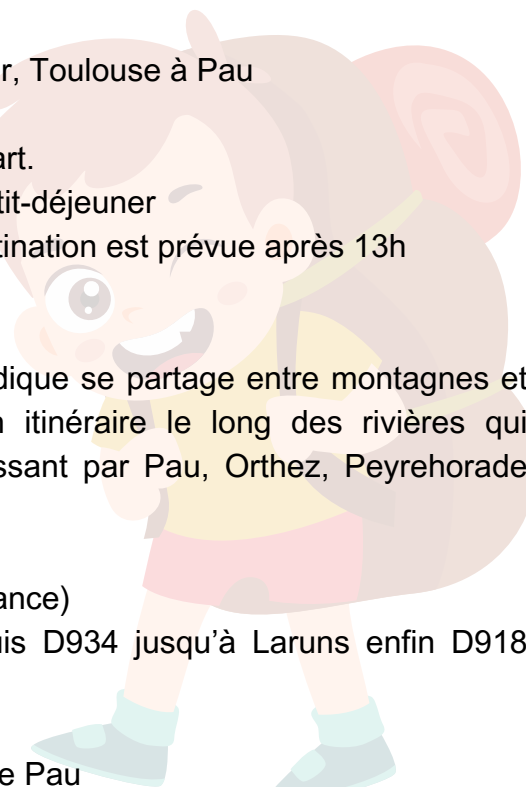 r, Toulouse à Pau
art.
tit-déjeuner
tination est prévue après 13h
dique se partage entre montagnes et
itinéraire le long des rivières qui
ssant par Pau, Orthez, Peyrehorade
ance)
uis D934 jusqu’à Laruns enfin D918
e Pau